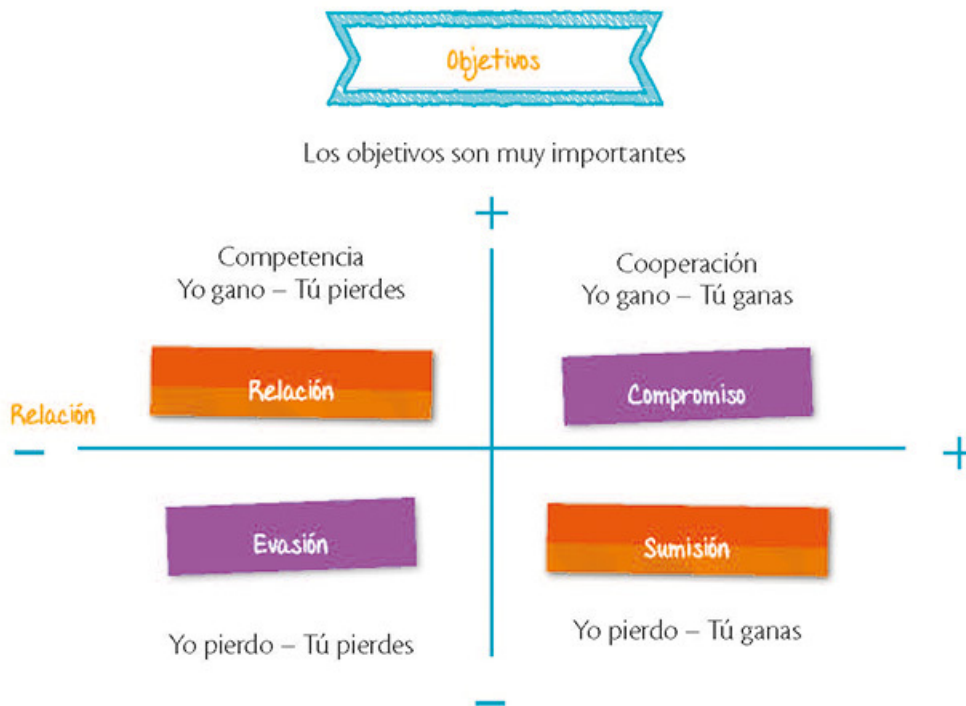 Objetivos
Los objetivos son muy importantes
+
Competencia
Yo gano – Tú pierdes
Cooperación
Yo gano – Tú ganas
Relación
Compromiso
Relación
–
+
Evasión
Sumisión
Yo pierdo – Tú pierdes
Yo pierdo – Tú ganas
–